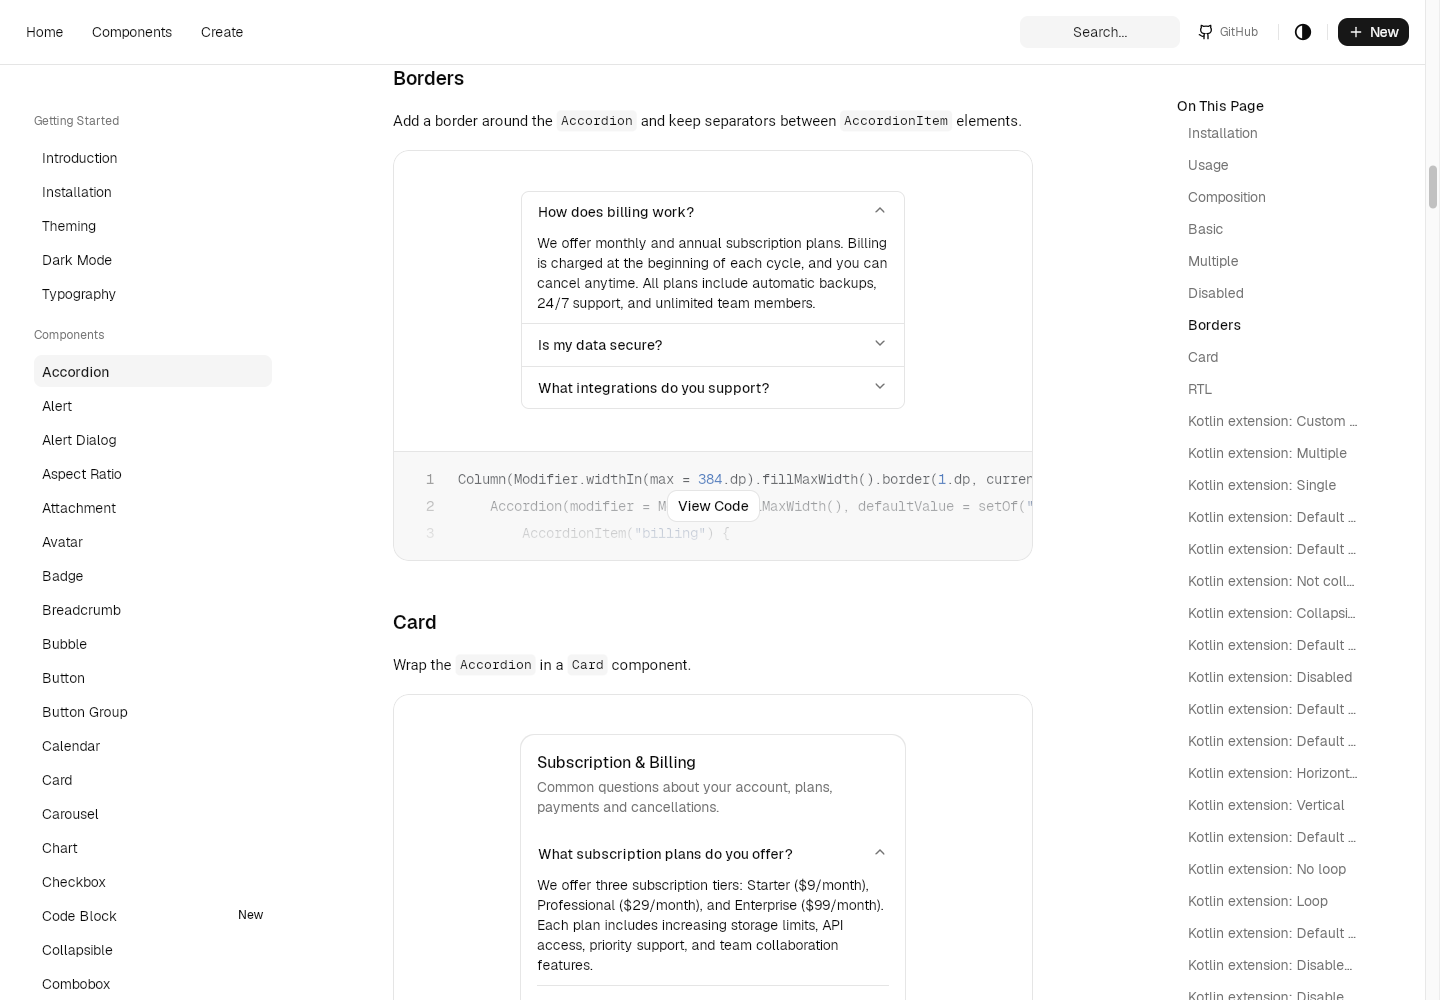 Home
Components
Create
Search...
GitHub
New
Getting Started
Introduction
Installation
Theming
Dark Mode
Typography
Components
Accordion
Alert
Alert Dialog
Aspect Ratio
Attachment
Avatar
Badge
Breadcrumb
Bubble
Button
Button Group
Calendar
Card
Carousel
Chart
Checkbox
Code Block
New
Collapsible
Combobox
Borders
Add a border around the Accordion and keep separators between AccordionItem elements.
How does billing work?
We offer monthly and annual subscription plans. Billing
is charged at the beginning of each cycle, and you can
cancel anytime. All plans include automatic backups,
24/7 support, and unlimited team members.
Is my data secure?
What integrations do you support?
1 Column(Modifier.widthIn(max = 384.dp).fillMaxWidth().border(1.dp, curren
2 Accordion(modifier = M
View Code
.MaxWidth(), defaultValue = setOf("
3 AccordionItem("billing") {
Card
Wrap the Accordion in a Card component.
Subscription & Billing
Common questions about your account, plans,
payments and cancellations.
What subscription plans do you offer?
We offer three subscription tiers: Starter ($9/month),
Professional ($29/month), and Enterprise ($99/month).
Each plan includes increasing storage limits, API
access, priority support, and team collaboration
features.
On This Page
Installation
Usage
Composition
Basic
Multiple
Disabled
Borders
Card
RTL
Kotlin extension: Custom ...
Kotlin extension: Multiple
Kotlin extension: Single
Kotlin extension: Default ...
Kotlin extension: Default ...
Kotlin extension: Not coll...
Kotlin extension: Collapsi...
Kotlin extension: Default ...
Kotlin extension: Disabled
Kotlin extension: Default ...
Kotlin extension: Default ...
Kotlin extension: Horizont...
Kotlin extension: Vertical
Kotlin extension: Default ...
Kotlin extension: No loop
Kotlin extension: Loop
Kotlin extension: Default ...
Kotlin extension: Disable...
Kotlin extension: Disable